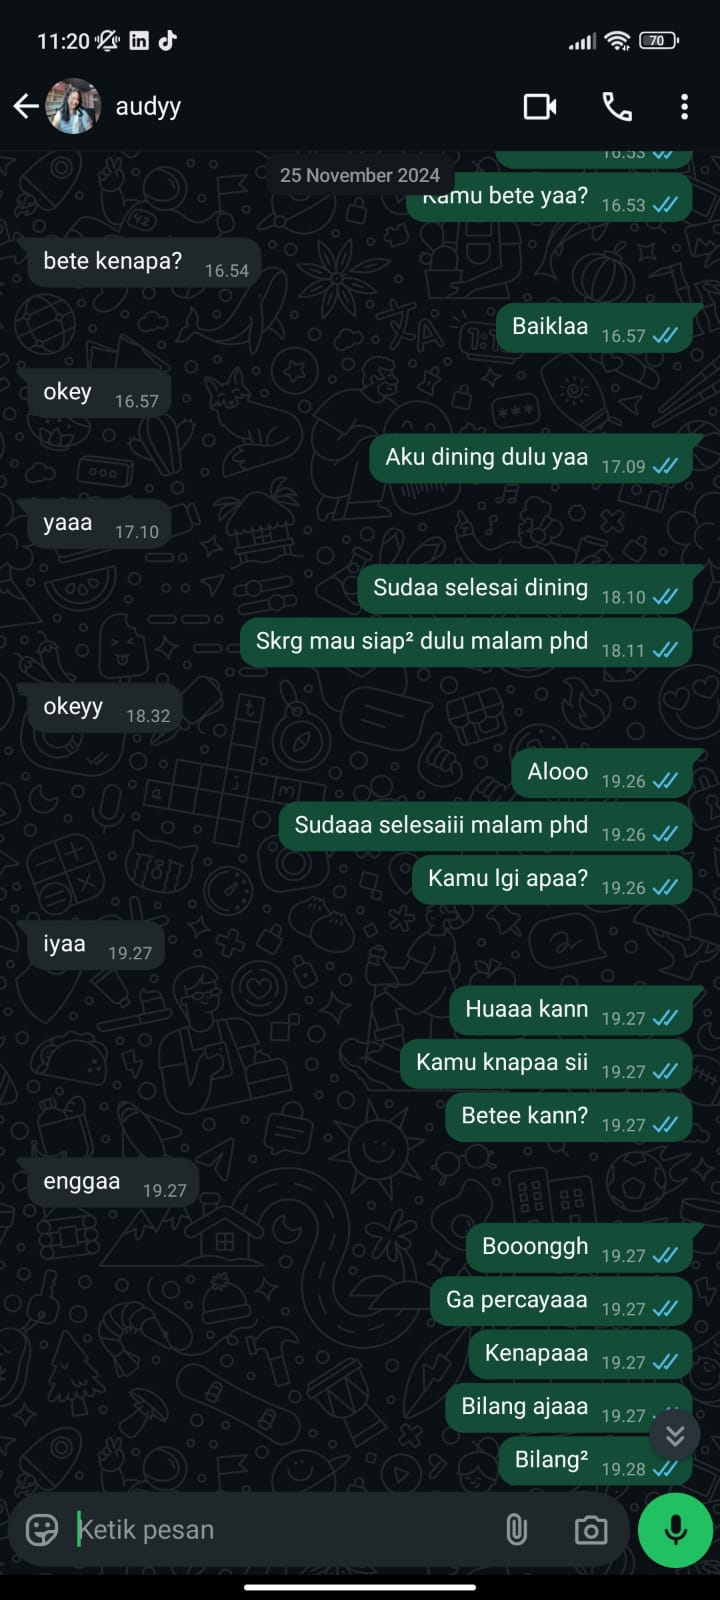 11:20
70
audyy
16.53
25 November 2024
Kamu bete yaa? 16.53
bete kenapa? 16.54
Baiklaa 16.57
okey 16.57
Aku dining dulu yaa 17.09
yaaa 17.10
Sudaa selesai dining 18.10
Skrg mau siap² dulu malam phd 18.11
okeyy 18.32
Alooo 19.26
Sudaaa selesaiii malam phd 19.26
Kamu lgi apaa? 19.26
iyaa 19.27
Huaaa kann 19.27
Kamu knapaa sii 19.27
Betee kann? 19.27
enggaa 19.27
Booonggh 19.27
Ga percayaaa 19.27
Kenapaaa 19.27
Bilang ajaaa 19.27
Bilang² 19.28
Ketik pesan